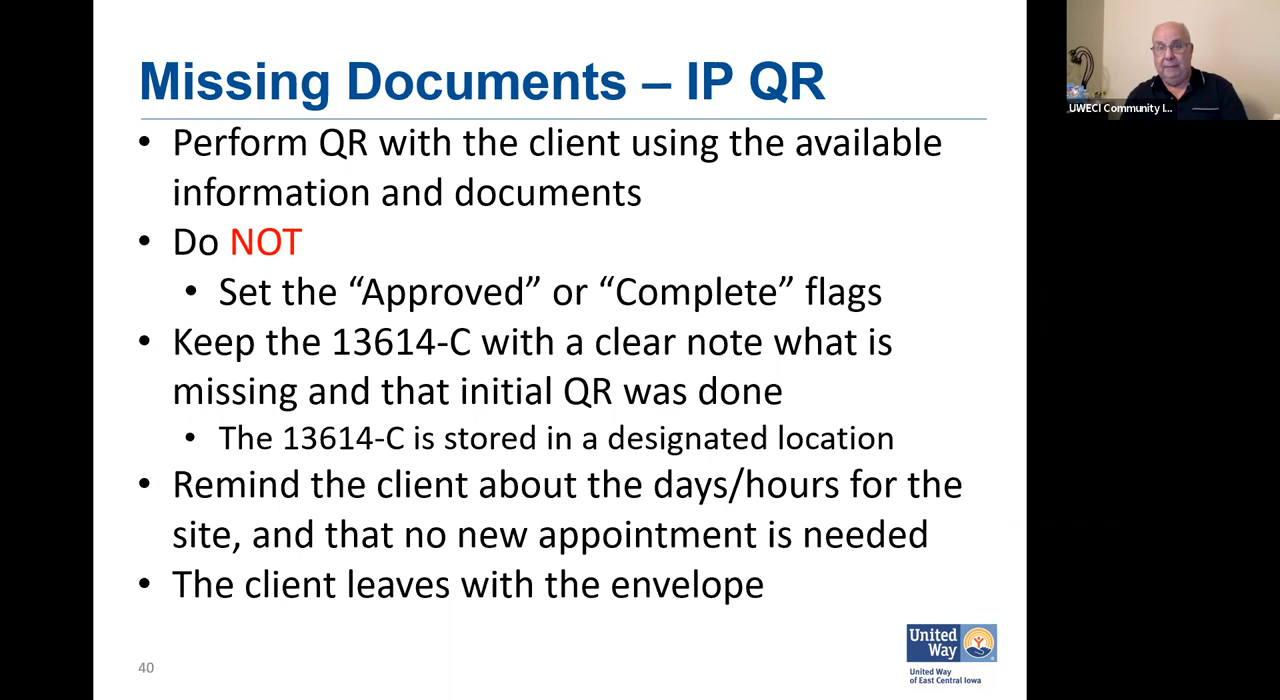 Missing Documents – IP QR
• Perform QR with the client using the available
information and documents
• Do NOT
• Set the “Approved” or “Complete” flags
• Keep the 13614-C with a clear note what is
missing and that initial QR was done
• The 13614-C is stored in a designated location
• Remind the client about the days/hours for the
site, and that no new appointment is needed
• The client leaves with the envelope
40
United
Way
United Way
of East Central Iowa
UWECI Community I...